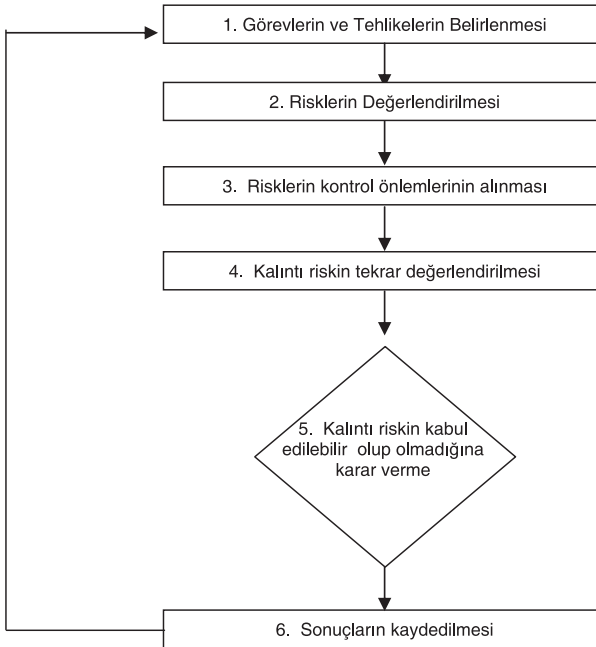 1. Görevlerin ve Tehlikelerin Belirlenmesi
2. Risklerin Değerlendirilmesi
3. Risklerin kontrol önlemlerinin alınması
4. Kalıntı riskin tekrar değerlendirilmesi
5. Kalıntı riskin kabul
edilebilir olup olmadığına
karar verme
6. Sonuçların kaydedilmesi